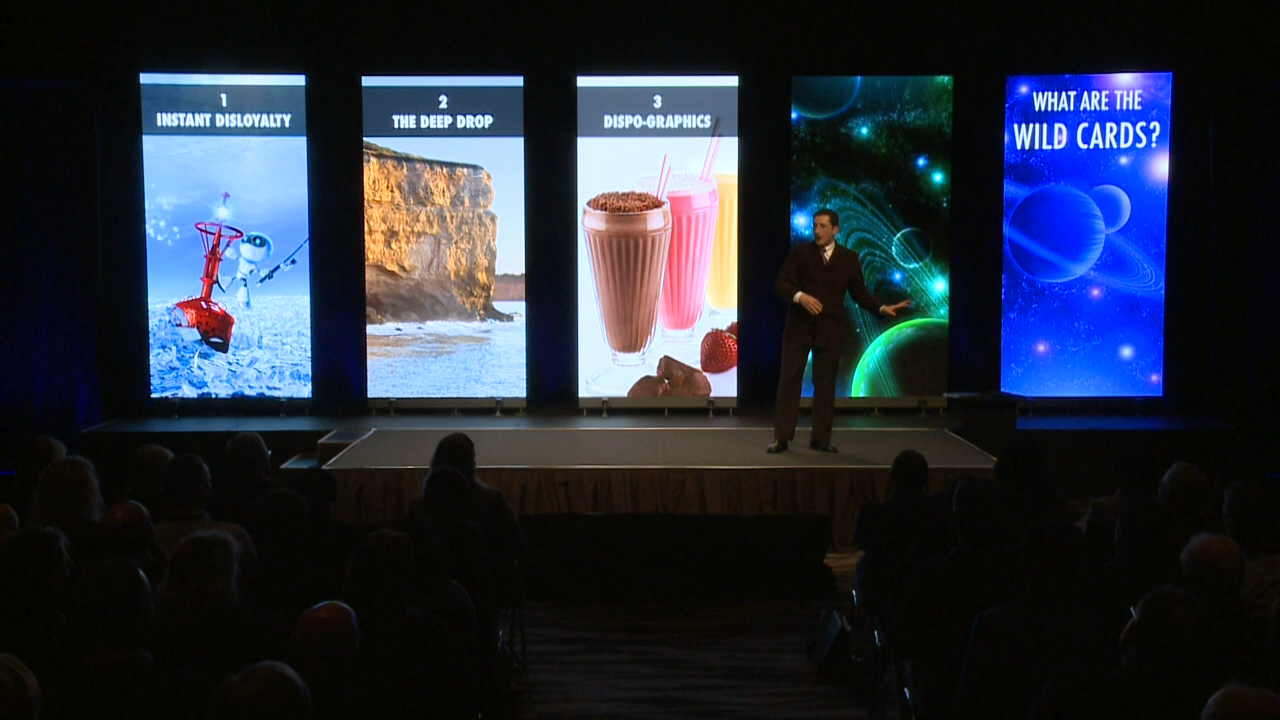 1
INSTANT DISLOYALTY
2
THE DEEP DROP
3
DISPO-GRAPHICS
WHAT ARE THE
WILD CARDS?